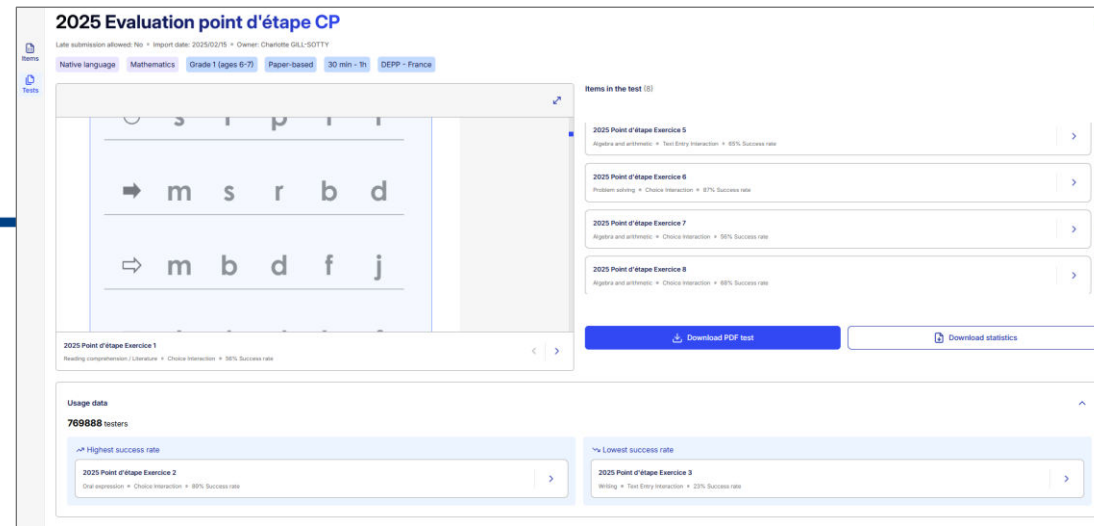 2025 Evaluation point d'étape CP
Late submission allowed: No • Import date: 2025/02/15 • Owner: Charlotte GILL-SOTTY
Items
Tests
Native language Mathematics Grade 1 (ages 6-7) Paper-based 30 min - 1h DEPP - France
m s r b d
m b d f j
2025 Point d'étape Exercice 1
Reading comprehension / Literature • Choice Interaction • 56% Success rate
Items in the test (8)
2025 Point d'étape Exercice 5
Algebra and arithmetic • Text Entry Interaction • 65% Success rate
2025 Point d'étape Exercice 6
Problem solving • Choice Interaction • 87% Success rate
2025 Point d'étape Exercice 7
Algebra and arithmetic • Choice Interaction • 56% Success rate
2025 Point d'étape Exercice 8
Algebra and arithmetic • Choice Interaction • 68% Success rate
Download PDF test
Download statistics
Usage data
769888 testers
Highest success rate
2025 Point d'étape Exercice 2
Oral expression • Choice Interaction • 89% Success rate
Lowest success rate
2025 Point d'étape Exercice 3
Writing • Text Entry Interaction • 23% Success rate